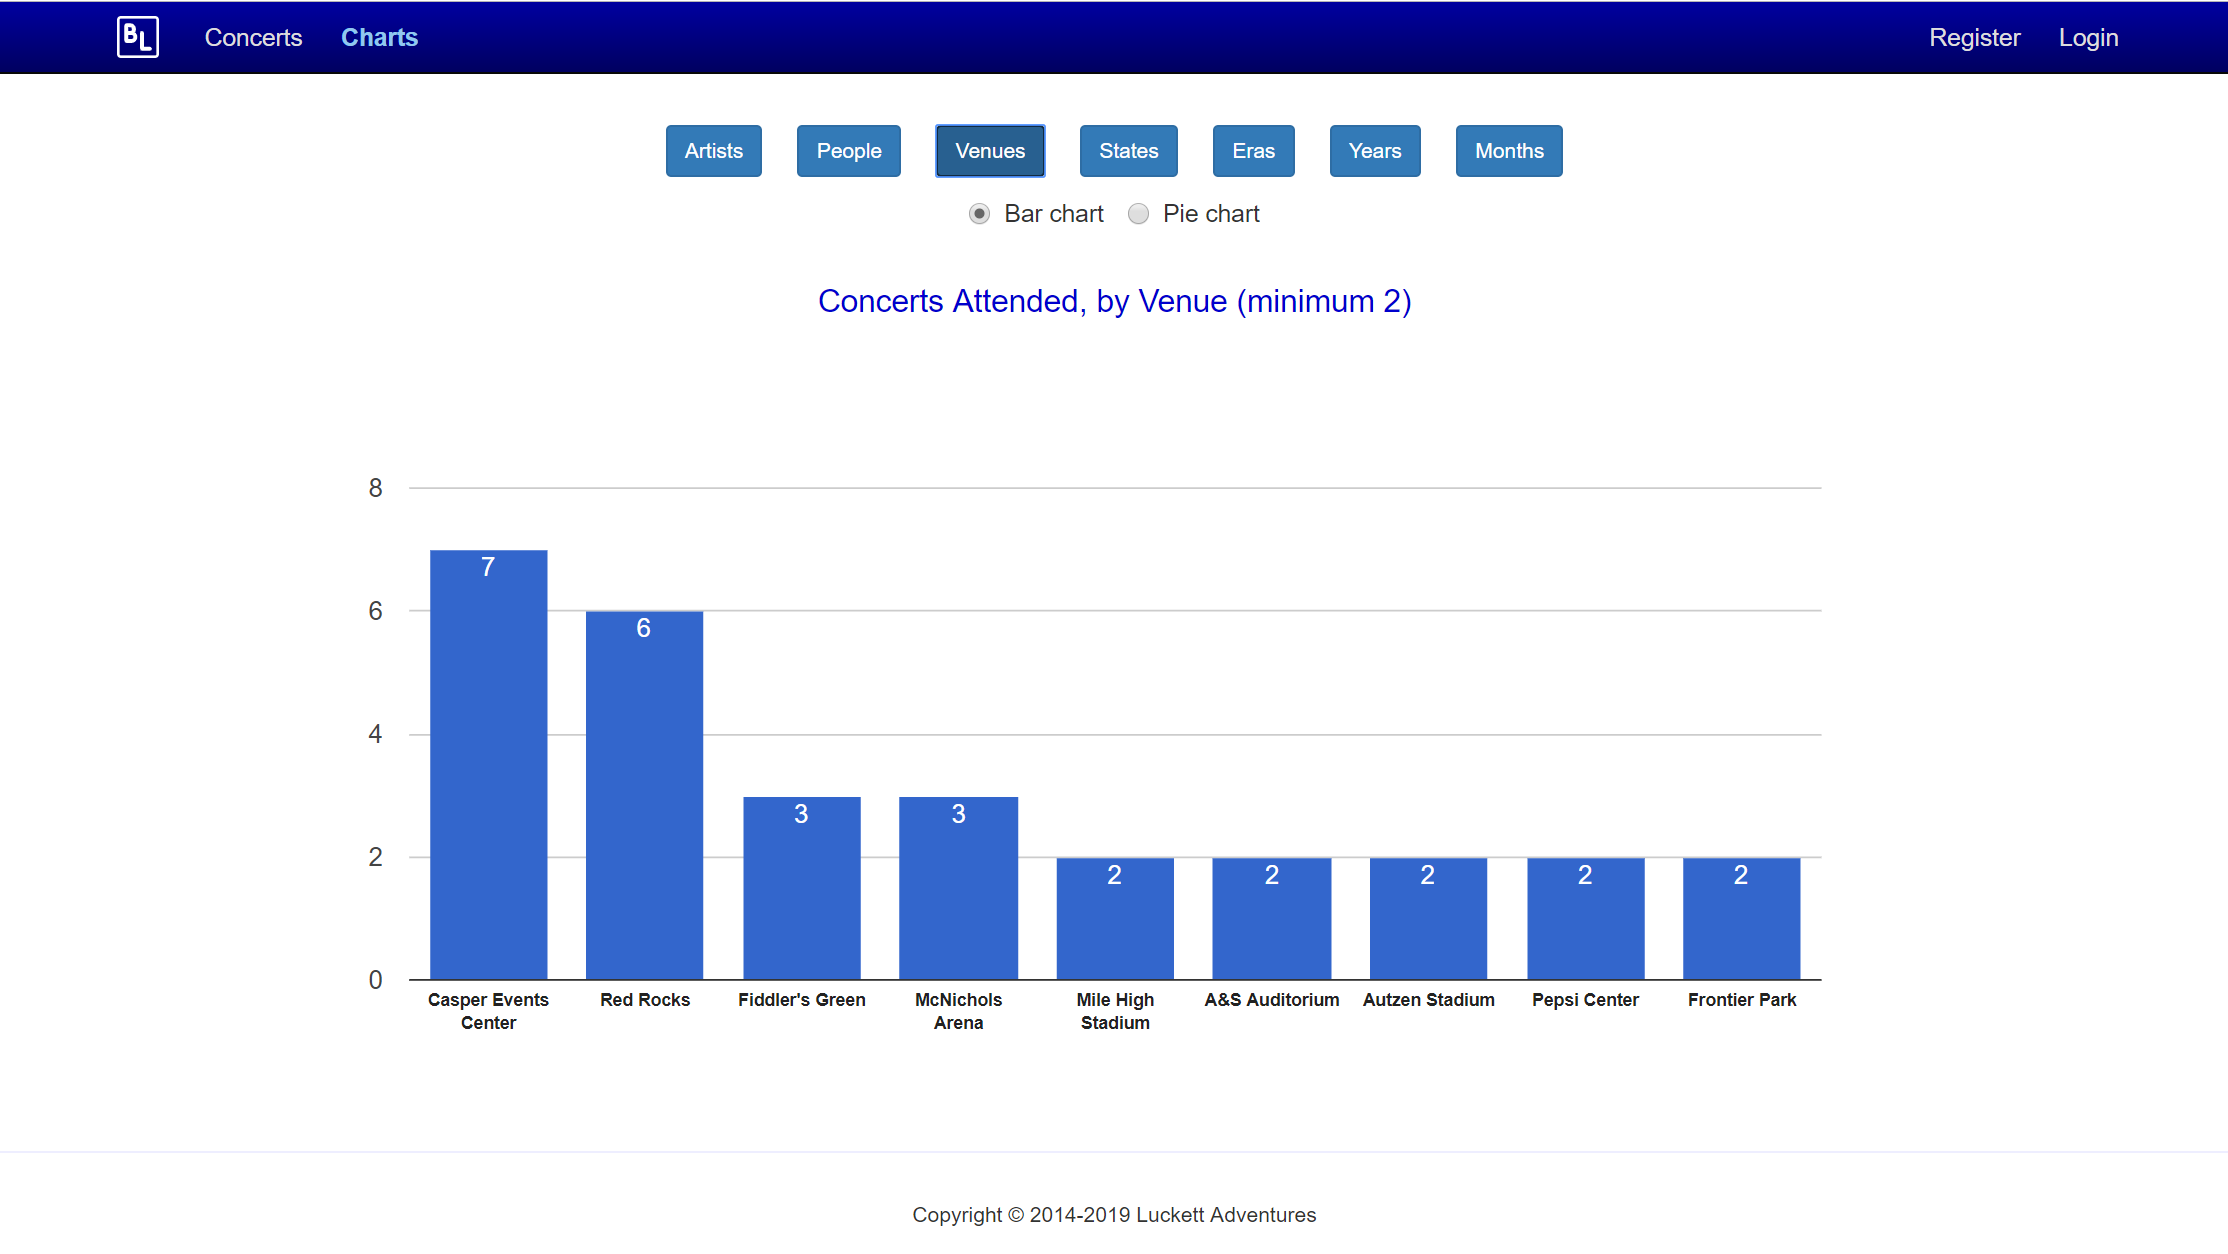 BL Concerts Charts Register Login
Artists People Venues States Eras Years Months
Bar chart Pie chart
Concerts Attended, by Venue (minimum 2)
8
7
6
6
4
3 3
2
2 2 2 2 2
0
Casper Events Center Red Rocks Fiddler's Green McNichols Arena Mile High Stadium A&S Auditorium Autzen Stadium Pepsi Center Frontier Park
Copyright © 2014-2019 Luckett Adventures